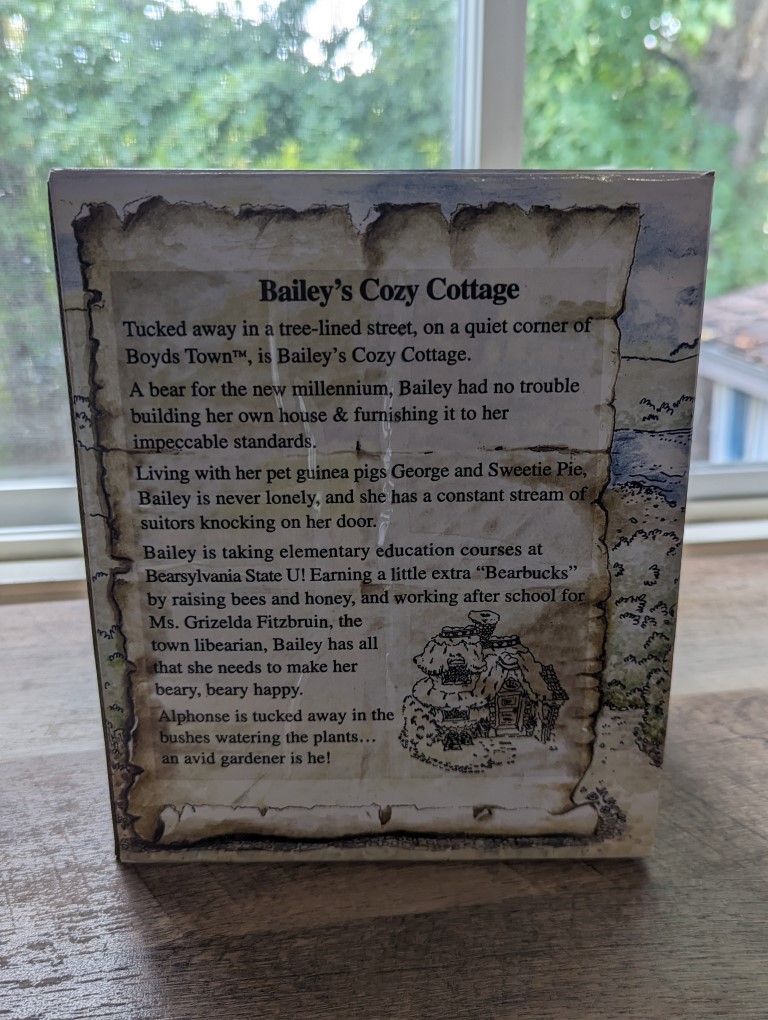 Bailey's Cozy Cottage
Tucked away in a tree-lined street, on a quiet corner of
Boyds Town™, is Bailey's Cozy Cottage.
A bear for the new millennium, Bailey had no trouble
building her own house & furnishing it to her
impeccable standards.
Living with her pet guinea pigs George and Sweetie Pie,
Bailey is never lonely, and she has a constant stream of
suitors knocking on her door.
Bailey is taking elementary education courses at
Bearsylvania State U! Earning a little extra “Bearbucks”
by raising bees and honey, and working after school for
Ms. Grizelda Fitzbruin, the
town libearian, Bailey has all
that she needs to make her
beary, beary happy.
Alphonse is tucked away in the
bushes watering the plants…
an avid gardener is he!